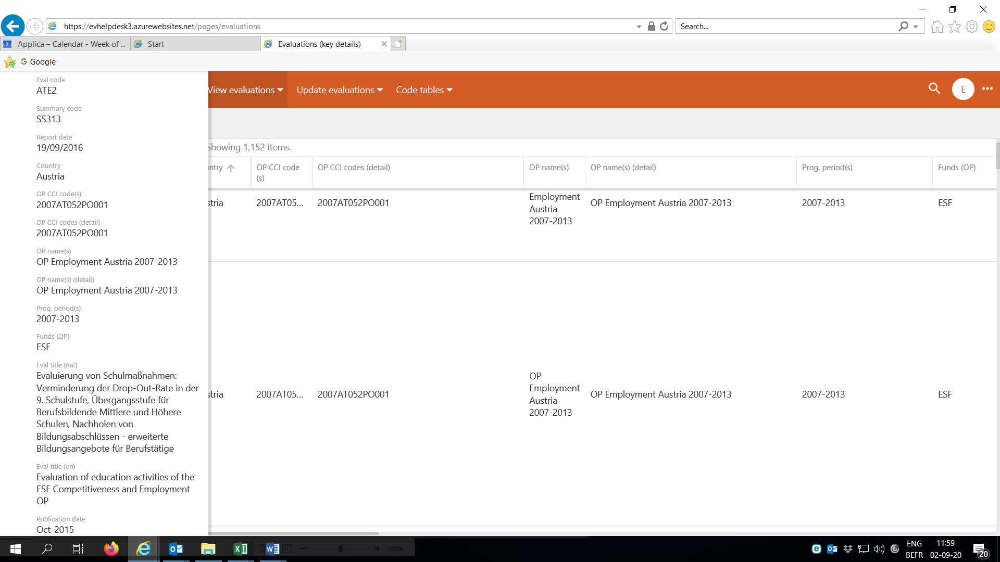 https://evhelpdesk3.azurewebsites.net/pages/evaluations
Search...
2 Applica – Calendar - Week of ...
Start
Evaluations (key details)
G Google
View evaluations
Update evaluations
Code tables
E
Eval code
ATE2
Summary code
SS313
Report date
19/09/2016
Country
Austria
OP CCI code(s)
2007AT052PO001
OP CCI codes (detail)
2007AT052PO001
OP name(s)
OP Employment Austria 2007-2013
OP name(s) (detail)
OP Employment Austria 2007-2013
Prog. period(s)
2007-2013
Funds (OP)
ESF
Eval title (nat)
Evaluierung von Schulmaßnahmen:
Verminderung der Drop-Out-Rate in der
9. Schulstufe, Übergangsstufe für
Berufsbildende Mittlere und Höhere
Schulen, Nachholen von
Bildungsabschlüssen - erweiterte
Bildungsangebote für Berufstätige
Eval title (en)
Evaluation of education activities of the
ESF Competitiveness and Employment
OP
Publication date
Oct-2015
Showing 1,152 items.
ntry
OP CCI code
(s)
OP CCI codes (detail)
OP name(s)
OP name(s) (detail)
Prog. period(s)
Funds (OP)
stria
2007AT05...
2007AT052PO001
Employment
Austria
2007-2013
OP Employment Austria 2007-2013
2007-2013
ESF
stria
2007AT05...
2007AT052PO001
OP
Employment
Austria
2007-2013
OP Employment Austria 2007-2013
2007-2013
ESF
100%
ENG
BEFR
11:59
02-09-20
20